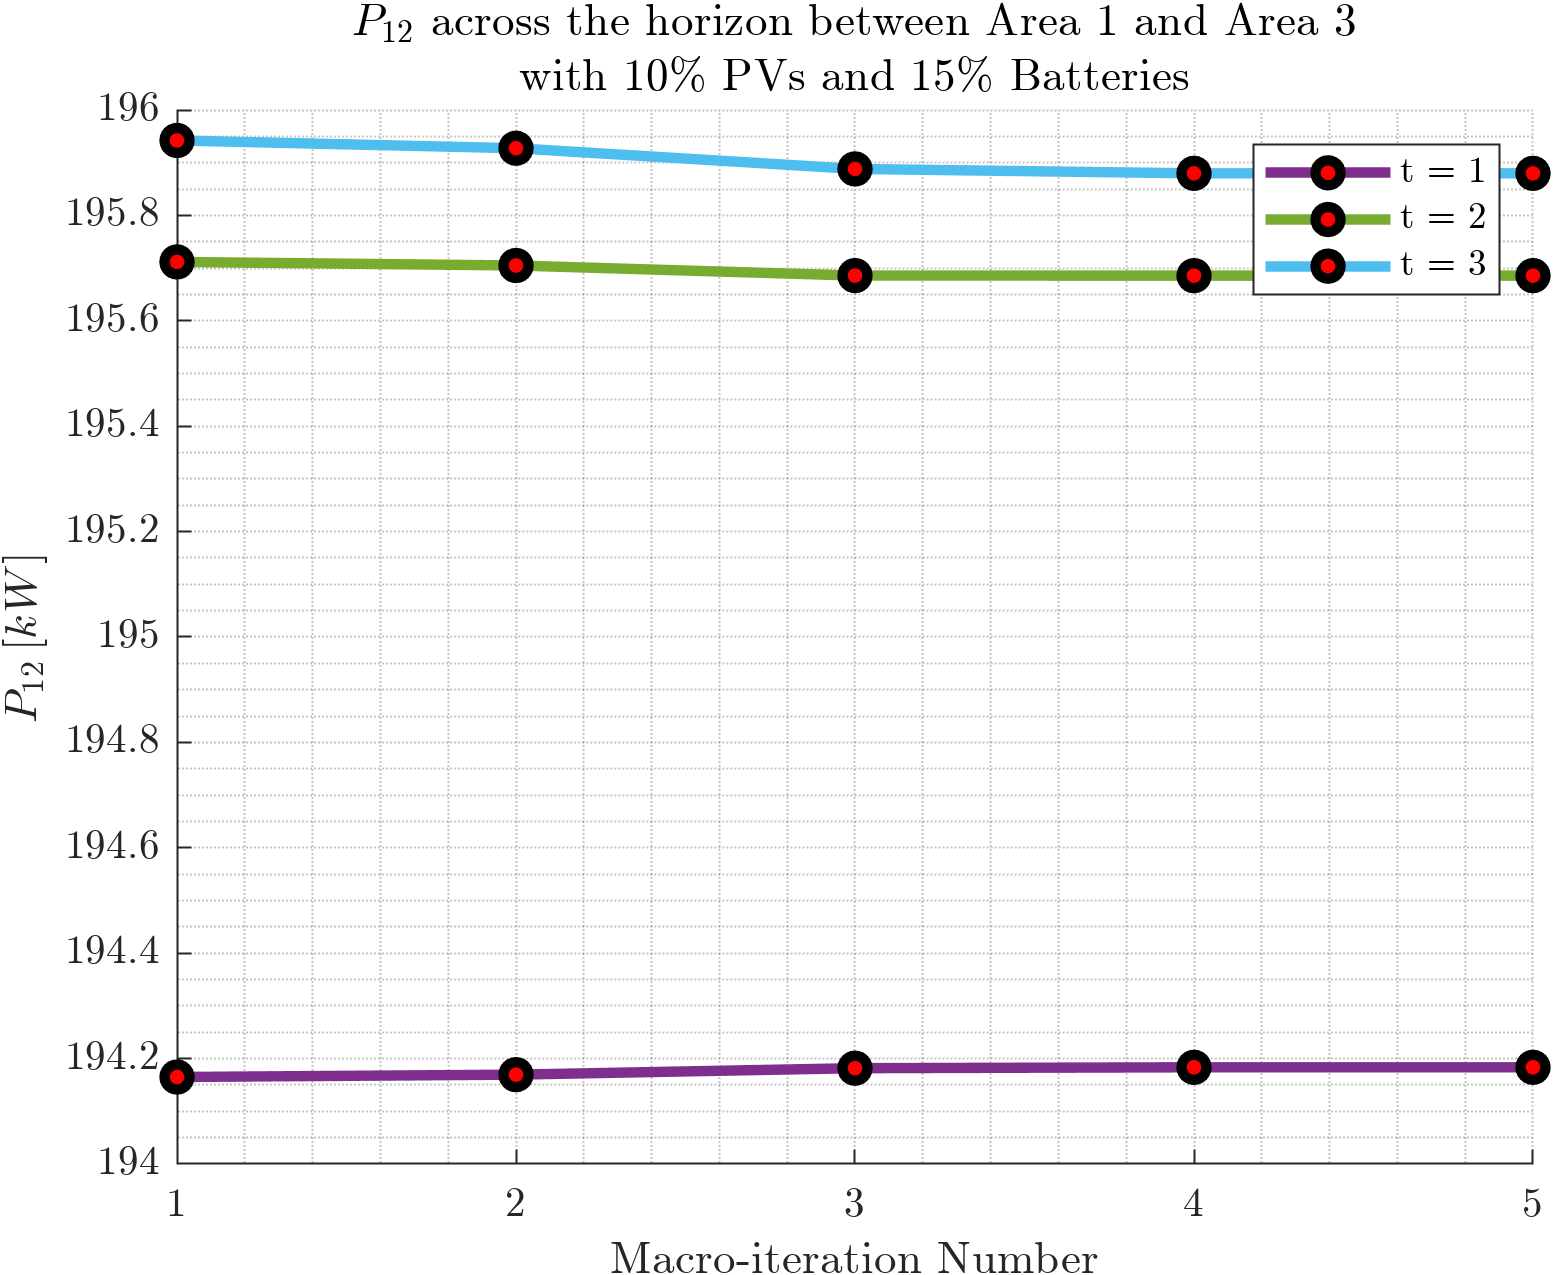 P₁₂ across the horizon between Area 1 and Area 3
with 10% PVs and 15% Batteries
196
195.8
195.6
195.4
195.2
195
194.8
194.6
194.4
194.2
194
P₁₂ [kW]
t = 1
t = 2
t = 3
1 2 3 4 5
Macro-iteration Number